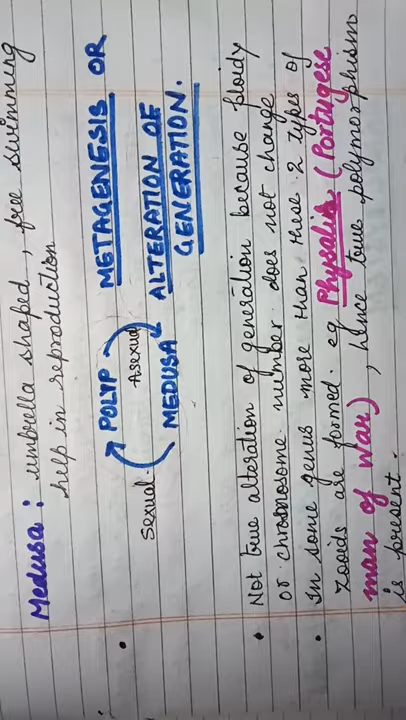 Medusa : umbrella shaped , free swimming
help in reproduction
• Sexual POLYP Asexual MEDUSA METAGENESIS OR
ALTERATION OF
GENERATION.
• Not true alteration of generation because ploidy
or chromosome number does not change
• In some genus more than these 2 types of
zooids are formed. eg Physalia (Portugese
man of war) , hence true polymorphism
is present.